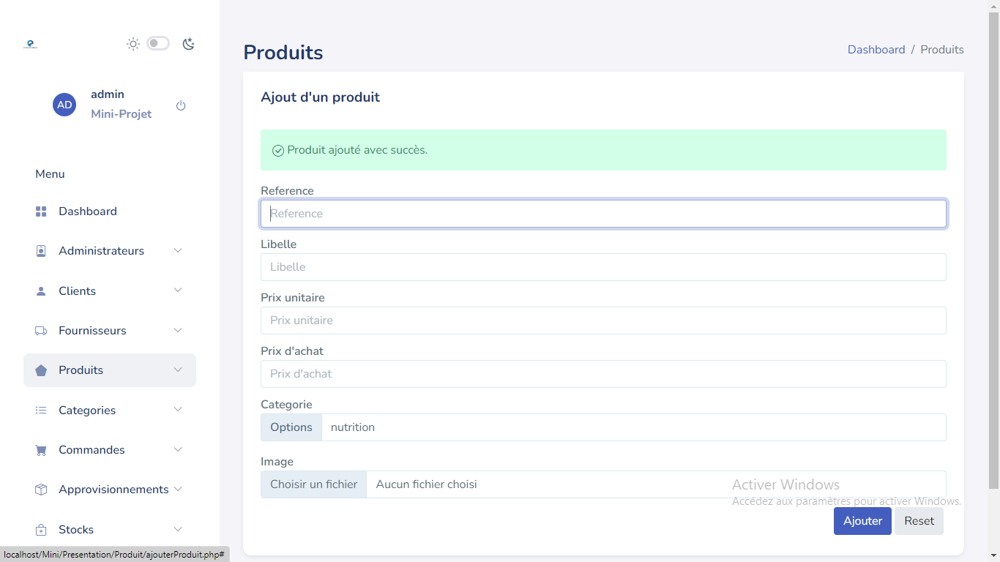 AD
admin
Mini-Projet
Menu
Dashboard
Administrateurs
Clients
Fournisseurs
Produits
Categories
Commandes
Approvisionnements
Stocks
localhost/Mini/Presentation/Produit/ajouterProduit.php#
Produits
Dashboard / Produits
Ajout d'un produit
Produit ajouté avec succès.
Reference
Reference
Libelle
Libelle
Prix unitaire
Prix unitaire
Prix d'achat
Prix d'achat
Categorie
Options nutrition
Image
Choisir un fichier Aucun fichier choisi
Activer Windows
Accédez aux paramètres pour activer Windows.
Ajouter Reset